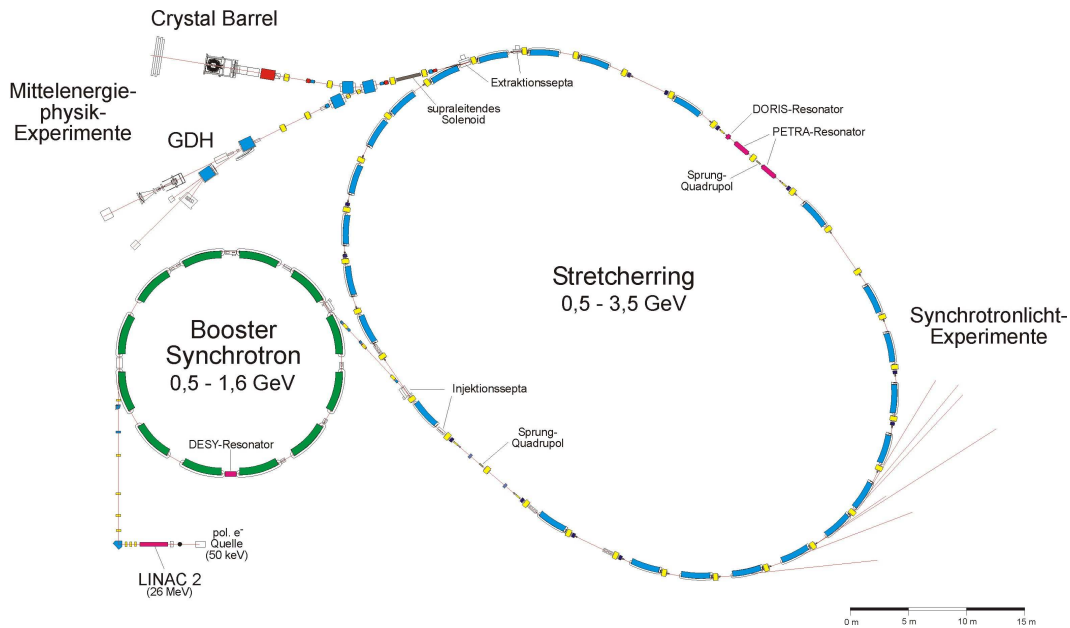 Crystal Barrel
Mittelenergie-
physik-
Experimente
GDH
Extraktionssepta
supraleitendes
Solenoid
DORIS-Resonator
PETRA-Resonator
Sprung-
Quadrupol
Stretcherring
0,5 - 3,5 GeV
Synchrotronlicht-
Experimente
Booster
Synchrotron
0,5 - 1,6 GeV
Injektionssepta
DESY-Resonator
Sprung-
Quadrupol
pol. e-
Quelle
(50 keV)
LINAC 2
(26 MeV)
0 m 5 m 10 m 15 m